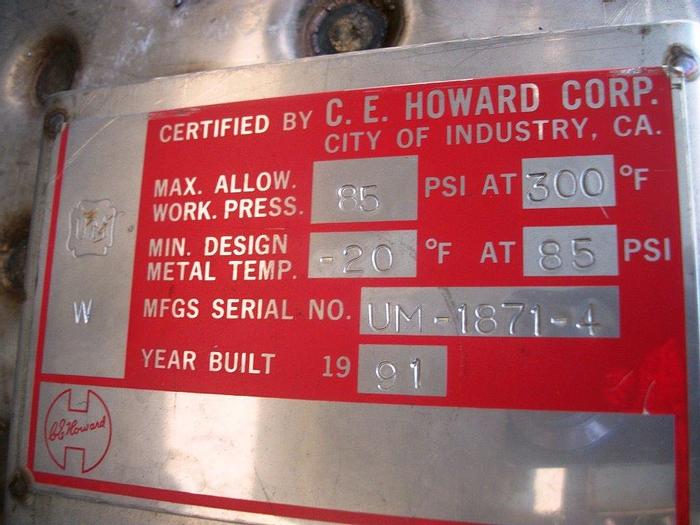 CERTIFIED BY C. E. HOWARD CORP.
CITY OF INDUSTRY, CA.
MAX. ALLOW. WORK. PRESS. 85 PSI AT 300 °F
MIN. DESIGN METAL TEMP. -20 °F AT 85 PSI
W
MFGS SERIAL NO. UM-1871-4
YEAR BUILT 19 91
C.E. Howard